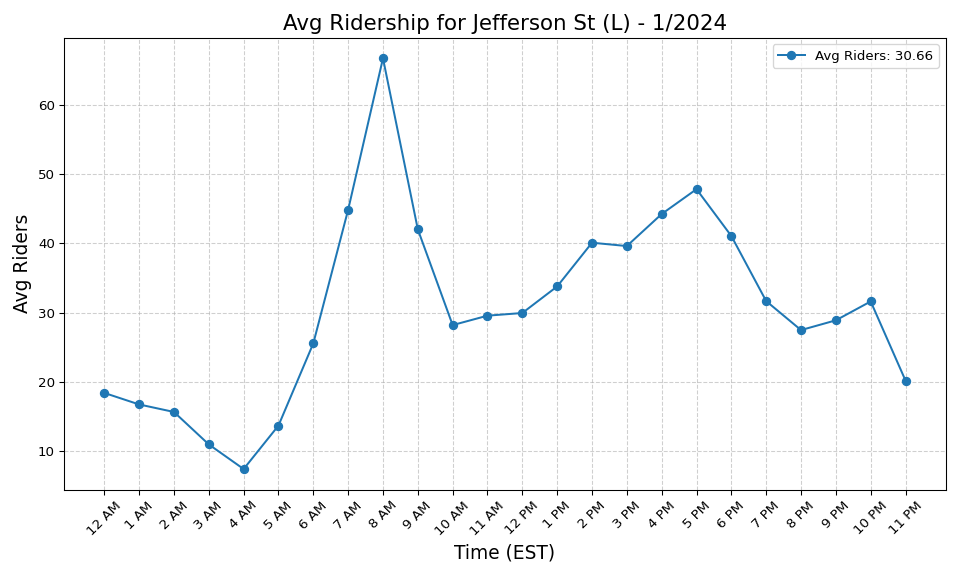 Avg Ridership for Jefferson St (L) - 1/2024
Avg Riders: 30.66
Avg Riders
60
50
40
30
20
10
12 AM
1 AM
2 AM
3 AM
4 AM
5 AM
6 AM
7 AM
8 AM
9 AM
10 AM
11 AM
12 PM
1 PM
2 PM
3 PM
4 PM
5 PM
6 PM
7 PM
8 PM
9 PM
10 PM
11 PM
Time (EST)